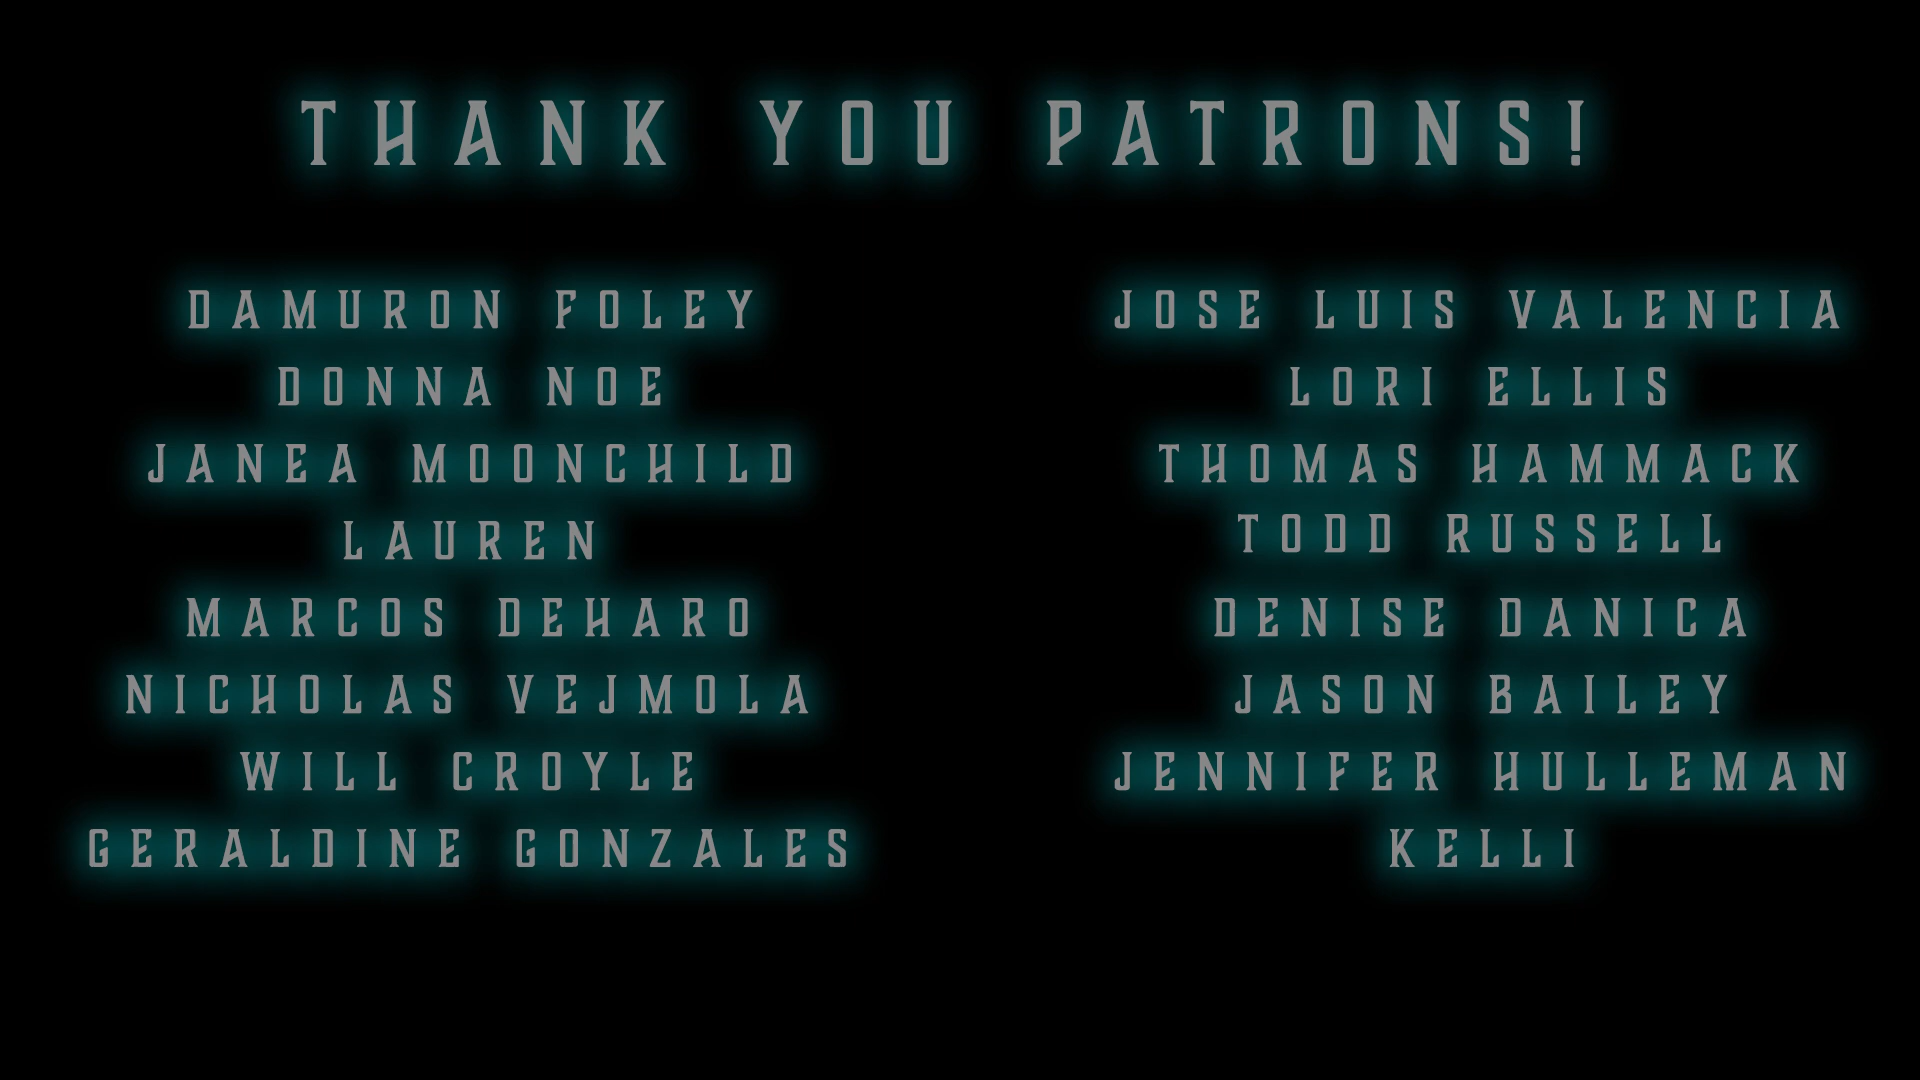 THANK YOU PATRONS!
DAMURON FOLEY
DONNA NOE
JANEA MOONCHILD
LAUREN
MARCOS DEHARO
NICHOLAS VEJMOLA
WILL CROYLE
GERALDINE GONZALES
JOSE LUIS VALENCIA
LORI ELLIS
THOMAS HAMMACK
TODD RUSSELL
DENISE DANICA
JASON BAILEY
JENNIFER HULLEMAN
KELLI